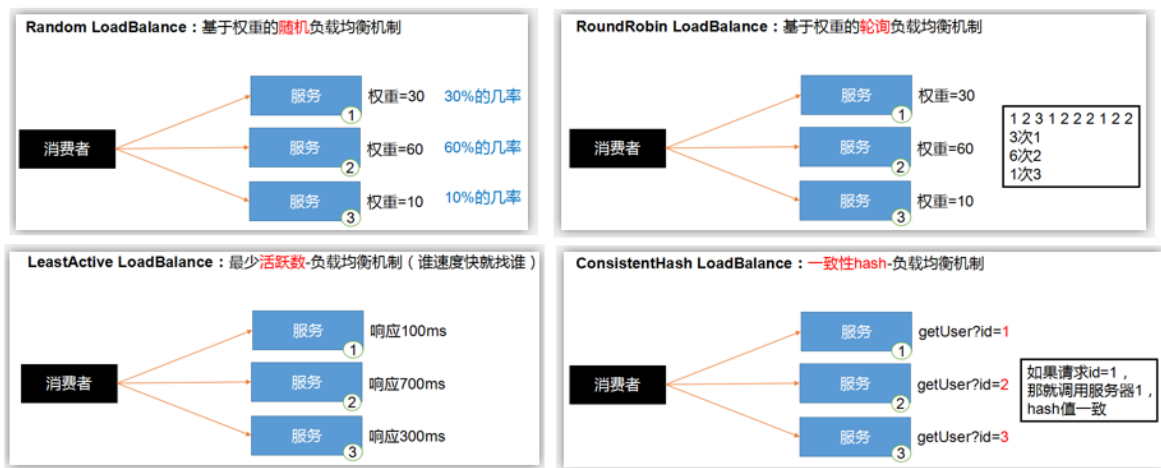 Random LoadBalance：基于权重的随机负载均衡机制
消费者
服务
1
权重=30
30%的几率
服务
2
权重=60
60%的几率
服务
3
权重=10
10%的几率
RoundRobin LoadBalance：基于权重的轮询负载均衡机制
消费者
服务
1
权重=30
服务
2
权重=60
服务
3
权重=10
1 2 3 1 2 2 2 1 2 2
3次1
6次2
1次3
LeastActive LoadBalance：最少活跃数-负载均衡机制（谁速度快就找谁）
消费者
服务
1
响应100ms
服务
2
响应700ms
服务
3
响应300ms
ConsistentHash LoadBalance：一致性hash-负载均衡机制
消费者
服务
1
getUser?id=1
服务
2
getUser?id=2
服务
3
getUser?id=3
如果请求id=1，
那就调用服务器1，
hash值一致